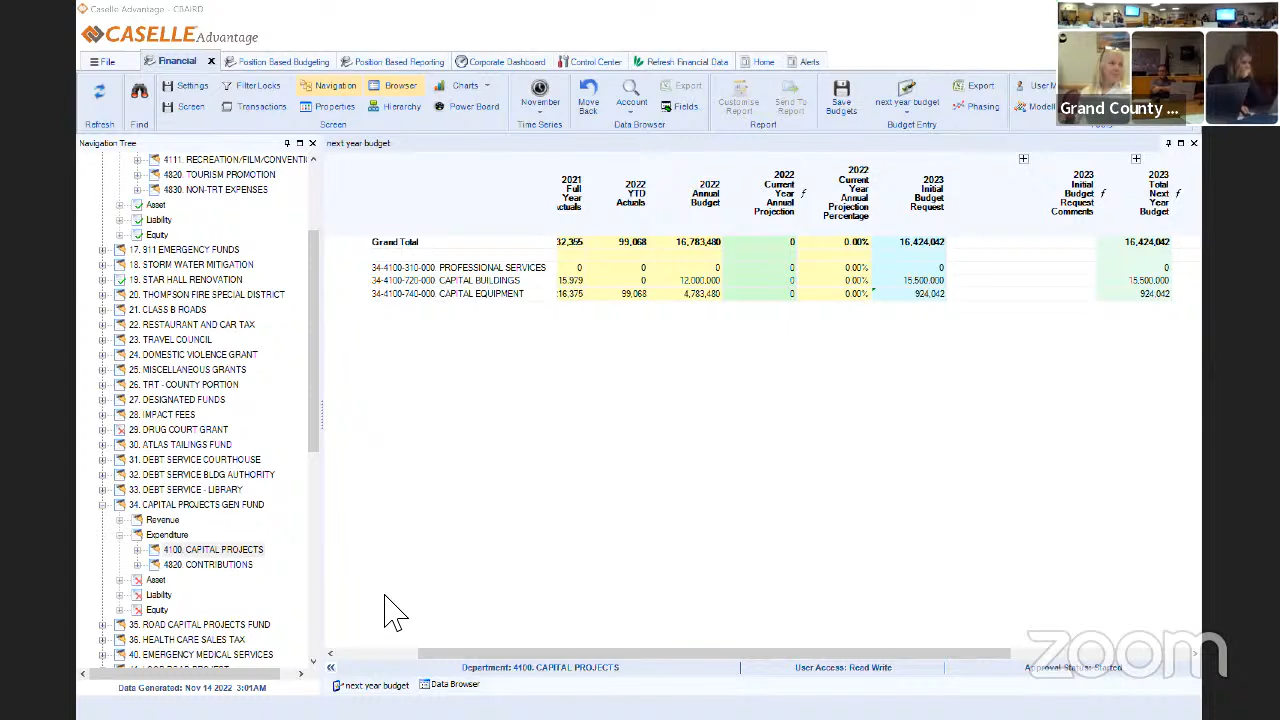 Caselle Advantage - CBAIRD
CASELLE Advantage
File
Financial X
Position Based Budgeting
Position Based Reporting
Corporate Dashboard
Control Center
Refresh Financial Data
Home
Alerts
Settings
Filter Locks
Navigation
Browser
Charts
November
Move Back
Account
Export
Customise Report
Send To Report
Save Budgets
next year budget
Export
User M
Refresh
Find
Screen
Transactions
Properties
Hierarchy
Power Board
Fields
Phasing
Modell
Screen
Time Series
Data Browser
Report
Budget Entry
Grand County ...
Navigation Tree
next year budget
4111. RECREATION/FILM/CONVENTI
4820. TOURISM PROMOTION
4830. NON-TRT EXPENSES
Asset
Liability
Equity
17. 911 EMERGENCY FUNDS
18. STORM WATER MITIGATION
19. STAR HALL RENOVATION
20. THOMPSON FIRE SPECIAL DISTRICT
21. CLASS B ROADS
22. RESTAURANT AND CAR TAX
23. TRAVEL COUNCIL
24. DOMESTIC VIOLENCE GRANT
25. MISCELLANEOUS GRANTS
26. TRT - COUNTY PORTION
27. DESIGNATED FUNDS
28. IMPACT FEES
29. DRUG COURT GRANT
30. ATLAS TAILINGS FUND
31. DEBT SERVICE COURTHOUSE
32. DEBT SERVICE BLDG AUTHORITY
33. DEBT SERVICE - LIBRARY
34. CAPITAL PROJECTS GEN FUND
Revenue
Expenditure
4100. CAPITAL PROJECTS
4820. CONTRIBUTIONS
Asset
Liability
Equity
35. ROAD CAPITAL PROJECTS FUND
36. HEALTH CARE SALES TAX
40. EMERGENCY MEDICAL SERVICES
Data Generated: Nov 14 2022 3:01AM
2021 Full Year Actuals
2022 YTD Actuals
2022 Annual Budget
2022 Current Year Annual Projection
2022 Current Year Annual Projection Percentage
2023 Initial Budget Request
2023 Initial Budget Request Comments
2023 Total Next Year Budget
Grand Total 32,355 99,068 16,783,480 0 0.00% 16,424,042 16,424,042
34-4100-310-000 PROFESSIONAL SERVICES 0 0 0 0 0.00% 0 0
34-4100-720-000 CAPITAL BUILDINGS 15,979 0 12,000,000 0 0.00% 15,500,000 15,500,000
34-4100-740-000 CAPITAL EQUIPMENT 16,375 99,068 4,783,480 0 0.00% 924,042 924,042
Department: 4100. CAPITAL PROJECTS
User Access: Read Write
Approval Status: Started
next year budget
Data Browser
zoom